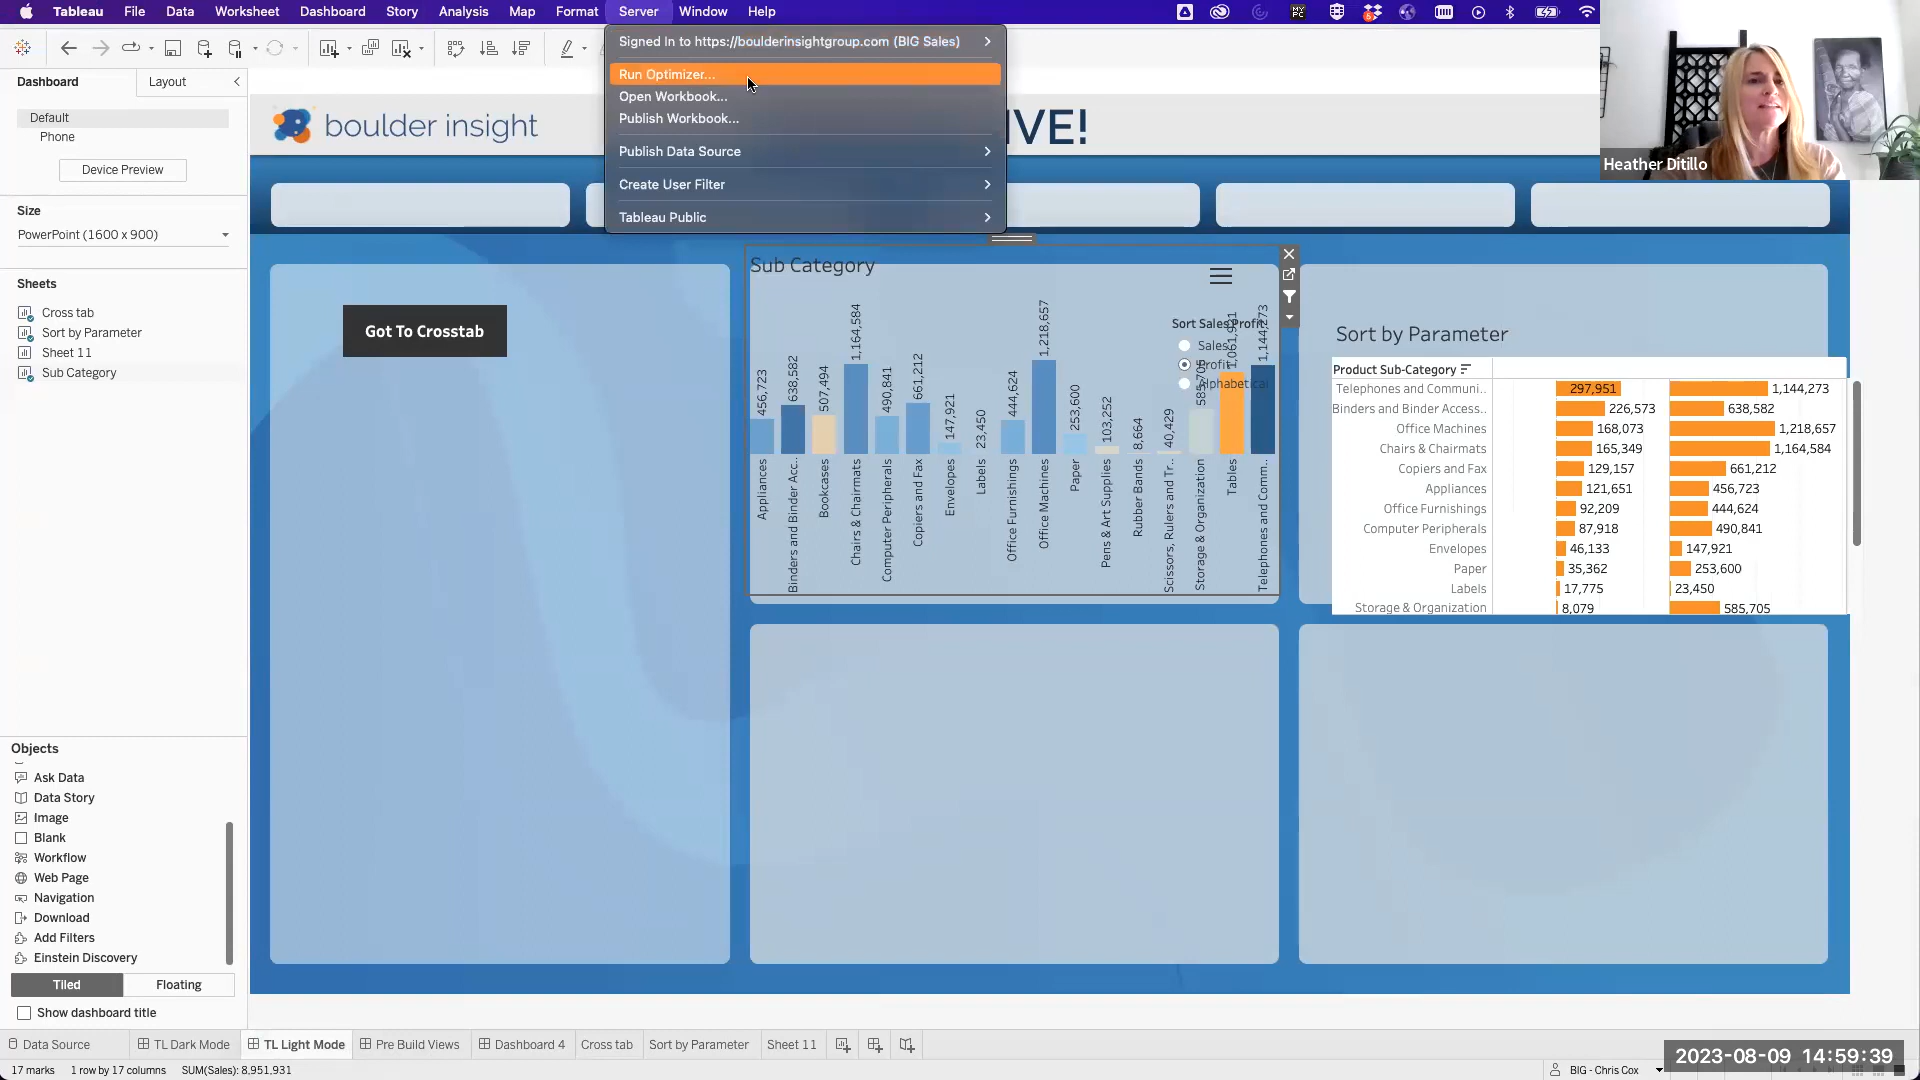 Tableau File Data Worksheet Dashboard Story Analysis Map Format Server Window Help
Signed In to https://boulderinsightgroup.com (BIG Sales)
Run Optimizer...
Open Workbook...
Publish Workbook...
Publish Data Source
Create User Filter
Tableau Public
Dashboard Layout
Default
Phone
Device Preview
Size
PowerPoint (1600 x 900)
Sheets
Cross tab
Sort by Parameter
Sheet 11
Sub Category
Objects
Ask Data
Data Story
Image
Blank
Workflow
Web Page
Navigation
Download
Add Filters
Einstein Discovery
Tiled Floating
Show dashboard title
boulder insight
IVE!
Heather Ditillo
Got To Crosstab
Sub Category
Sort Sales Profit
Sales
Profit
Alphabetical
456,723
638,582
507,494
1,164,584
490,841
661,212
147,921
23,450
444,624
1,218,657
253,600
103,252
8,664
40,429
585,705
1,061,921
1,144,273
Appliances
Binders and Binder Acc..
Bookcases
Chairs & Chairmats
Computer Peripherals
Copiers and Fax
Envelopes
Labels
Office Furnishings
Office Machines
Paper
Pens & Art Supplies
Rubber Bands
Scissors, Rulers and Tr..
Storage & Organization
Tables
Telephones and Comm..
Sort by Parameter
Product Sub-Category
Telephones and Communi.. 297,951 1,144,273
Binders and Binder Access.. 226,573 638,582
Office Machines 168,073 1,218,657
Chairs & Chairmats 165,349 1,164,584
Copiers and Fax 129,157 661,212
Appliances 121,651 456,723
Office Furnishings 92,209 444,624
Computer Peripherals 87,918 490,841
Envelopes 46,133 147,921
Paper 35,362 253,600
Labels 17,775 23,450
Storage & Organization 8,079 585,705
Data Source TL Dark Mode TL Light Mode Pre Build Views Dashboard 4 Cross tab Sort by Parameter Sheet 11
17 marks 1 row by 17 columns SUM(Sales): 8,951,931
BIG - Chris Cox
2023-08-09 14:59:39